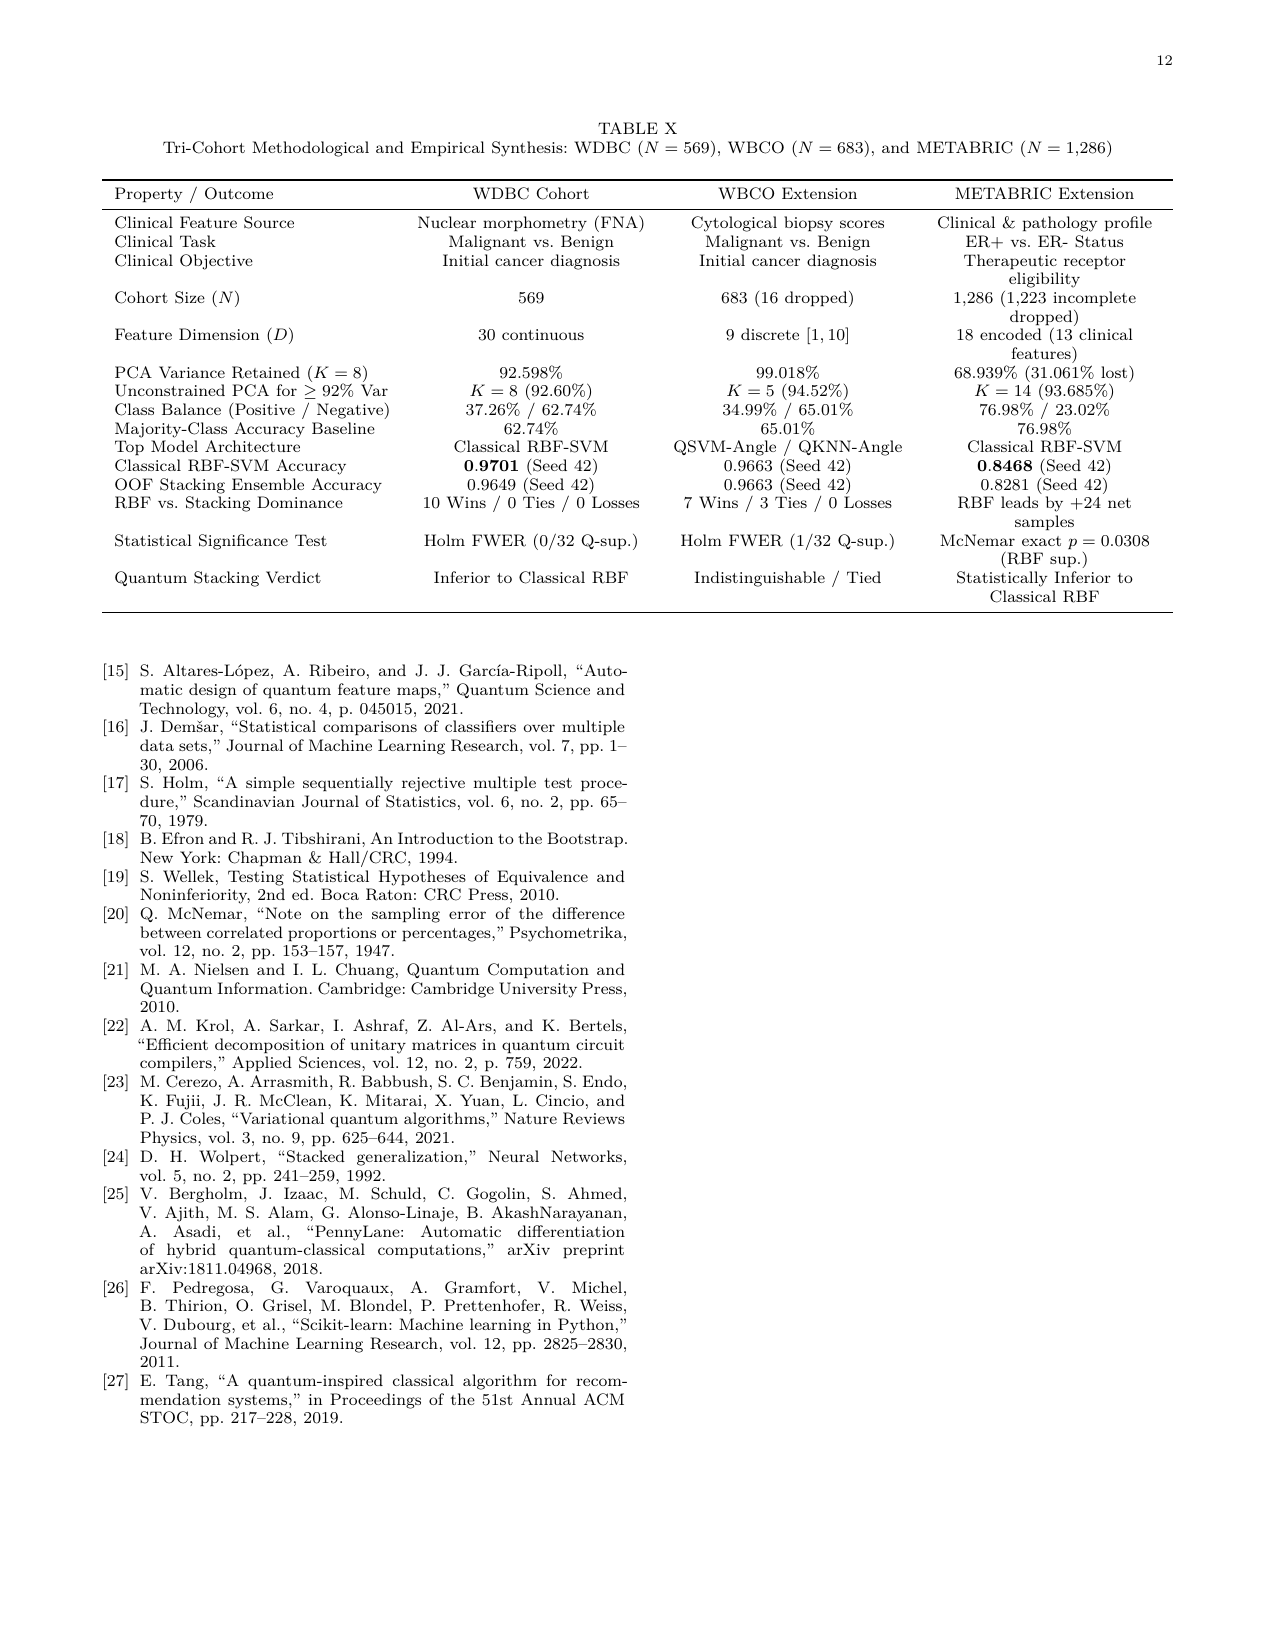 12
TABLE X
Tri-Cohort Methodological and Empirical Synthesis: WDBC (N = 569), WBCO (N = 683), and METABRIC (N = 1,286)
Property / Outcome WDBC Cohort WBCO Extension METABRIC Extension
Clinical Feature Source Nuclear morphometry (FNA) Cytological biopsy scores Clinical & pathology profile
Clinical Task Malignant vs. Benign Malignant vs. Benign ER+ vs. ER- Status
Clinical Objective Initial cancer diagnosis Initial cancer diagnosis Therapeutic receptor
eligibility
Cohort Size (N) 569 683 (16 dropped) 1,286 (1,223 incomplete
dropped)
Feature Dimension (D) 30 continuous 9 discrete [1, 10] 18 encoded (13 clinical
features)
PCA Variance Retained (K = 8) 92.598% 99.018% 68.939% (31.061% lost)
Unconstrained PCA for ≥ 92% Var K = 8 (92.60%) K = 5 (94.52%) K = 14 (93.685%)
Class Balance (Positive / Negative) 37.26% / 62.74% 34.99% / 65.01% 76.98% / 23.02%
Majority-Class Accuracy Baseline 62.74% 65.01% 76.98%
Top Model Architecture Classical RBF-SVM QSVM-Angle / QKNN-Angle Classical RBF-SVM
Classical RBF-SVM Accuracy 0.9701 (Seed 42) 0.9663 (Seed 42) 0.8468 (Seed 42)
OOF Stacking Ensemble Accuracy 0.9649 (Seed 42) 0.9663 (Seed 42) 0.8281 (Seed 42)
RBF vs. Stacking Dominance 10 Wins / 0 Ties / 0 Losses 7 Wins / 3 Ties / 0 Losses RBF leads by +24 net
samples
Statistical Significance Test Holm FWER (0/32 Q-sup.) Holm FWER (1/32 Q-sup.) McNemar exact p = 0.0308
(RBF sup.)
Quantum Stacking Verdict Inferior to Classical RBF Indistinguishable / Tied Statistically Inferior to
Classical RBF
[15] S. Altares-López, A. Ribeiro, and J. J. García-Ripoll, “Auto-
matic design of quantum feature maps,” Quantum Science and
Technology, vol. 6, no. 4, p. 045015, 2021.
[16] J. Demšar, “Statistical comparisons of classifiers over multiple
data sets,” Journal of Machine Learning Research, vol. 7, pp. 1–
30, 2006.
[17] S. Holm, “A simple sequentially rejective multiple test proce-
dure,” Scandinavian Journal of Statistics, vol. 6, no. 2, pp. 65–
70, 1979.
[18] B. Efron and R. J. Tibshirani, An Introduction to the Bootstrap.
New York: Chapman & Hall/CRC, 1994.
[19] S. Wellek, Testing Statistical Hypotheses of Equivalence and
Noninferiority, 2nd ed. Boca Raton: CRC Press, 2010.
[20] Q. McNemar, “Note on the sampling error of the difference
between correlated proportions or percentages,” Psychometrika,
vol. 12, no. 2, pp. 153–157, 1947.
[21] M. A. Nielsen and I. L. Chuang, Quantum Computation and
Quantum Information. Cambridge: Cambridge University Press,
2010.
[22] A. M. Krol, A. Sarkar, I. Ashraf, Z. Al-Ars, and K. Bertels,
“Efficient decomposition of unitary matrices in quantum circuit
compilers,” Applied Sciences, vol. 12, no. 2, p. 759, 2022.
[23] M. Cerezo, A. Arrasmith, R. Babbush, S. C. Benjamin, S. Endo,
K. Fujii, J. R. McClean, K. Mitarai, X. Yuan, L. Cincio, and
P. J. Coles, “Variational quantum algorithms,” Nature Reviews
Physics, vol. 3, no. 9, pp. 625–644, 2021.
[24] D. H. Wolpert, “Stacked generalization,” Neural Networks,
vol. 5, no. 2, pp. 241–259, 1992.
[25] V. Bergholm, J. Izaac, M. Schuld, C. Gogolin, S. Ahmed,
V. Ajith, M. S. Alam, G. Alonso-Linaje, B. AkashNarayanan,
A. Asadi, et al., “PennyLane: Automatic differentiation
of hybrid quantum-classical computations,” arXiv preprint
arXiv:1811.04968, 2018.
[26] F. Pedregosa, G. Varoquaux, A. Gramfort, V. Michel,
B. Thirion, O. Grisel, M. Blondel, P. Prettenhofer, R. Weiss,
V. Dubourg, et al., “Scikit-learn: Machine learning in Python,”
Journal of Machine Learning Research, vol. 12, pp. 2825–2830,
2011.
[27] E. Tang, “A quantum-inspired classical algorithm for recom-
mendation systems,” in Proceedings of the 51st Annual ACM
STOC, pp. 217–228, 2019.